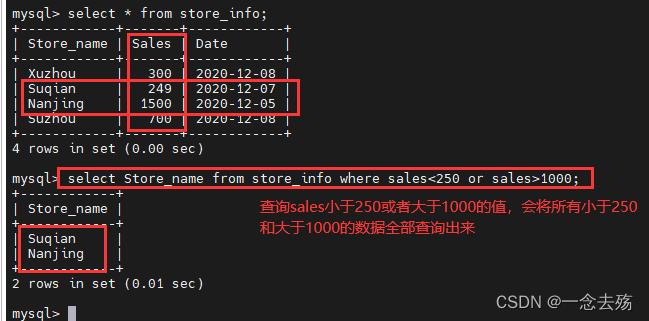 mysql> select * from store_info;
+------------+-------+------------+
| Store_name | Sales | Date       |
+------------+-------+------------+
| Xuzhou     |   300 | 2020-12-08 |
| Suqian     |   249 | 2020-12-07 |
| Nanjing    |  1500 | 2020-12-05 |
| Suzhou     |   700 | 2020-12-08 |
+------------+-------+------------+
4 rows in set (0.00 sec)
mysql> select Store_name from store_info where sales<250 or sales>1000;
+------------+
| Store_name |
+------------+
| Suqian     |
| Nanjing    |
+------------+
2 rows in set (0.01 sec)
查询sales小于250或者大于1000的值，会将所有小于250
和大于1000的数据全部查询出来
mysql>
CSDN @一念去殇